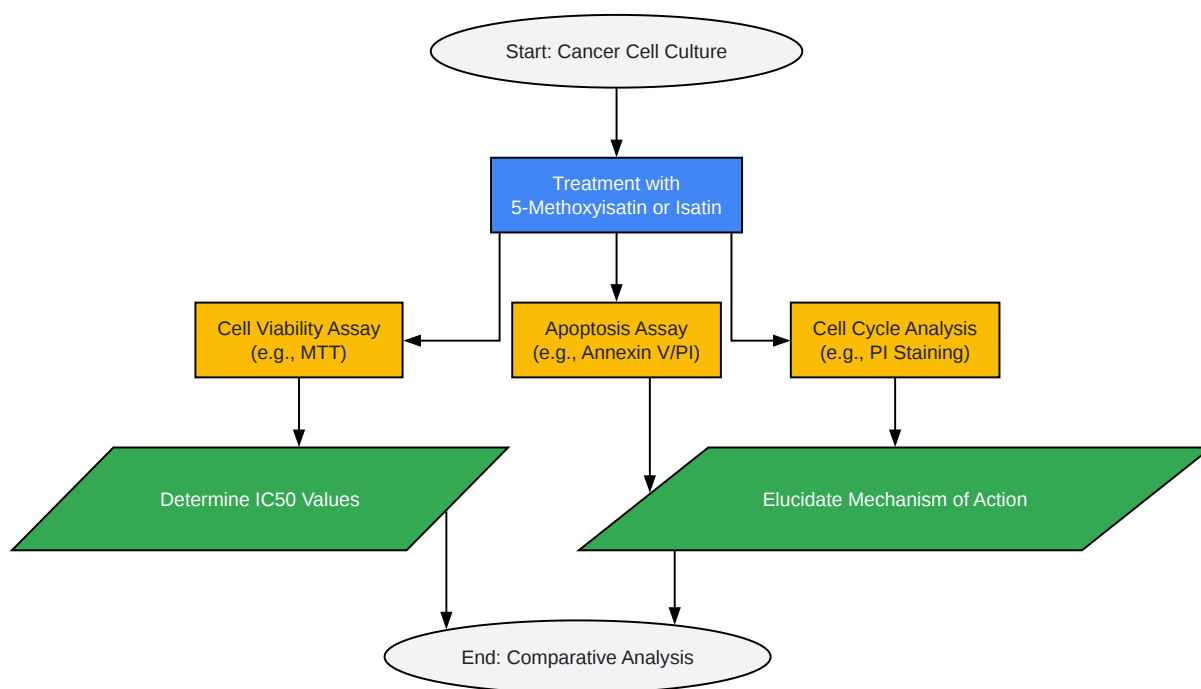 Start: Cancer Cell Culture
Treatment with
5-Methoxyisatin or Isatin
Cell Viability Assay
(e.g., MTT)
Apoptosis Assay
(e.g., Annexin V/PI)
Cell Cycle Analysis
(e.g., PI Staining)
Determine IC50 Values
Elucidate Mechanism of Action
End: Comparative Analysis